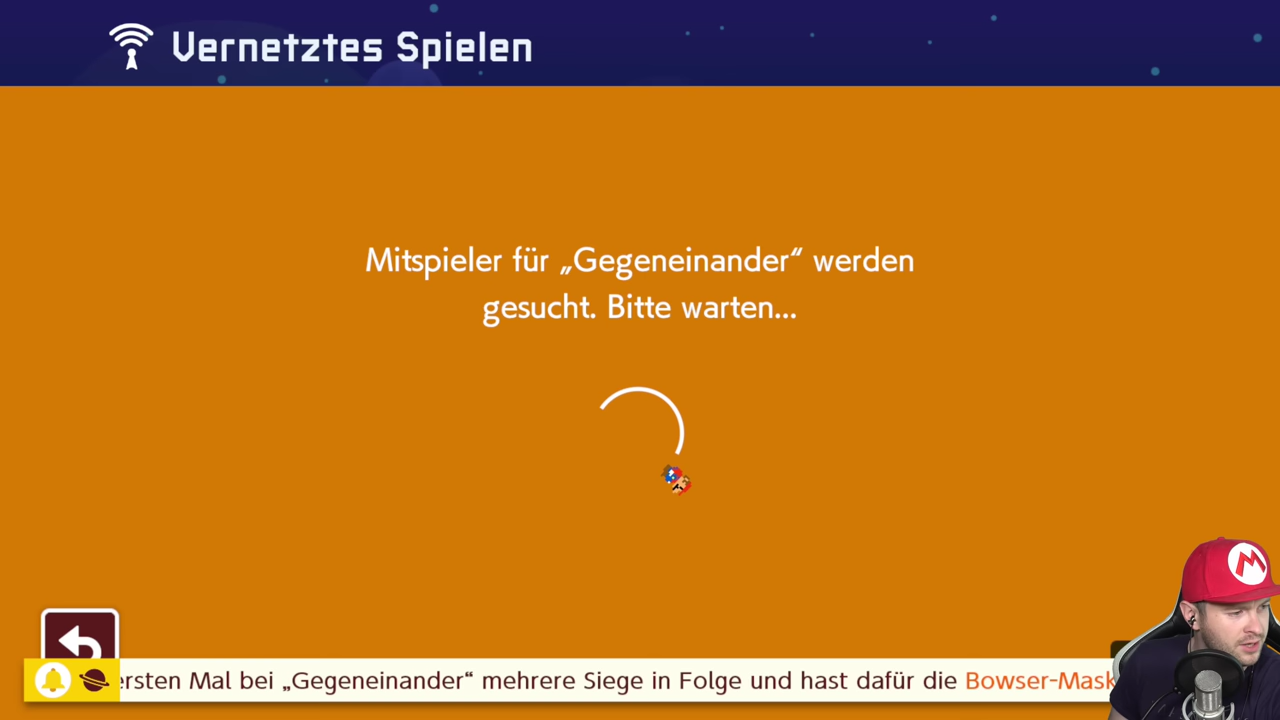 Vernetztes Spielen
Mitspieler für „Gegeneinander“ werden
gesucht. Bitte warten...
ersten Mal bei „Gegeneinander“ mehrere Siege in Folge und hast dafür die Bowser-Mask
M